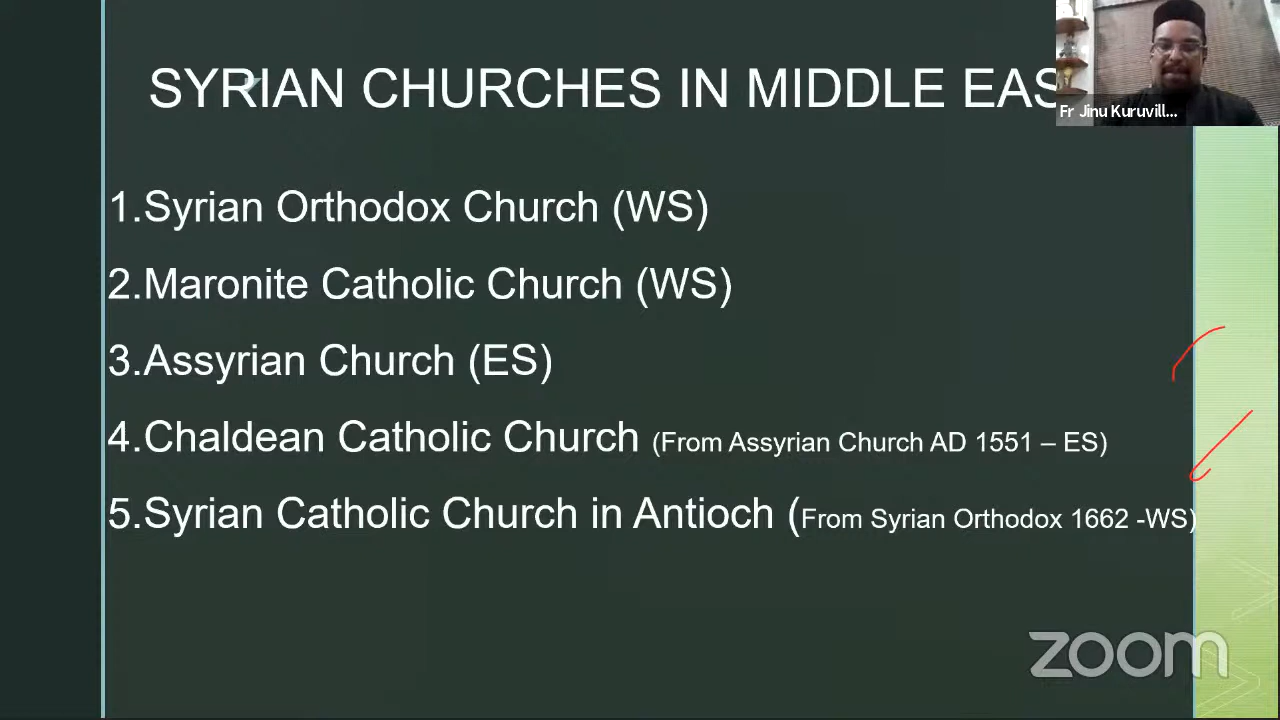 SYRIAN CHURCHES IN MIDDLE EAS
Fr Jinu Kuruvill...
1.Syrian Orthodox Church (WS)
2.Maronite Catholic Church (WS)
3.Assyrian Church (ES)
4.Chaldean Catholic Church (From Assyrian Church AD 1551 – ES)
5.Syrian Catholic Church in Antioch (From Syrian Orthodox 1662 -WS)
zoom